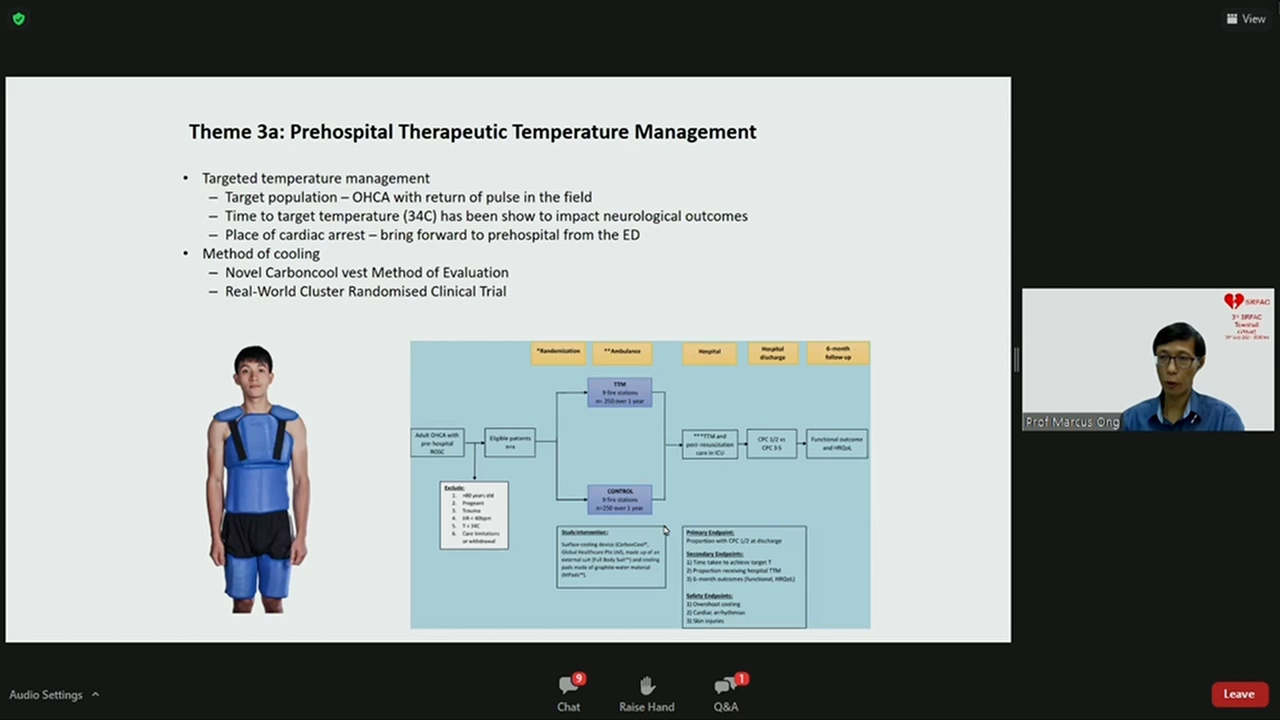 View
Theme 3a: Prehospital Therapeutic Temperature Management
• Targeted temperature management
– Target population – OHCA with return of pulse in the field
– Time to target temperature (34C) has been show to impact neurological outcomes
– Place of cardiac arrest – bring forward to prehospital from the ED
• Method of cooling
– Novel Carboncool vest Method of Evaluation
– Real-World Cluster Randomised Clinical Trial
*Randomisation
**Ambulance
Hospital
Hospital
discharge
6-month
follow-up
TTM
9 fire stations
n= 250 over 1 year
Adult OHCA with
pre-hospital
ROSC
Eligible patients
***TTM and
post-resuscitation
care in ICU
CPC 1/2 vs
CPC 3-5
Functional outcome
and HRQoL
Exclude:
1. >80 years old
2. Pregnant
3. Trauma
4. HR < 40bpm
5. T < 34C
6. Care limitations
or withdrawal
CONTROL
9 fire stations
n=250 over 1 year
Study intervention:
Surface cooling device (CarbonCool®,
Global Healthcare Pte Ltd), made up of an
external suit (Full Body Suit™) and cooling
pads made of graphite-water material
Primary Endpoint:
Proportion with CPC 1/2 at discharge
Secondary Endpoints:
1) Time taken to achieve target T
2) Proportion receiving hospital TTM
3) 6-month outcomes (functional, HRQoL)
Safety Endpoints:
1) Overshoot cooling
2) Cardiac arrhythmias
3) Skin injuries
SRFAC
3rd SRFAC
Prof Marcus Ong
Audio Settings
9
Chat
Raise Hand
1
Q&A
Leave